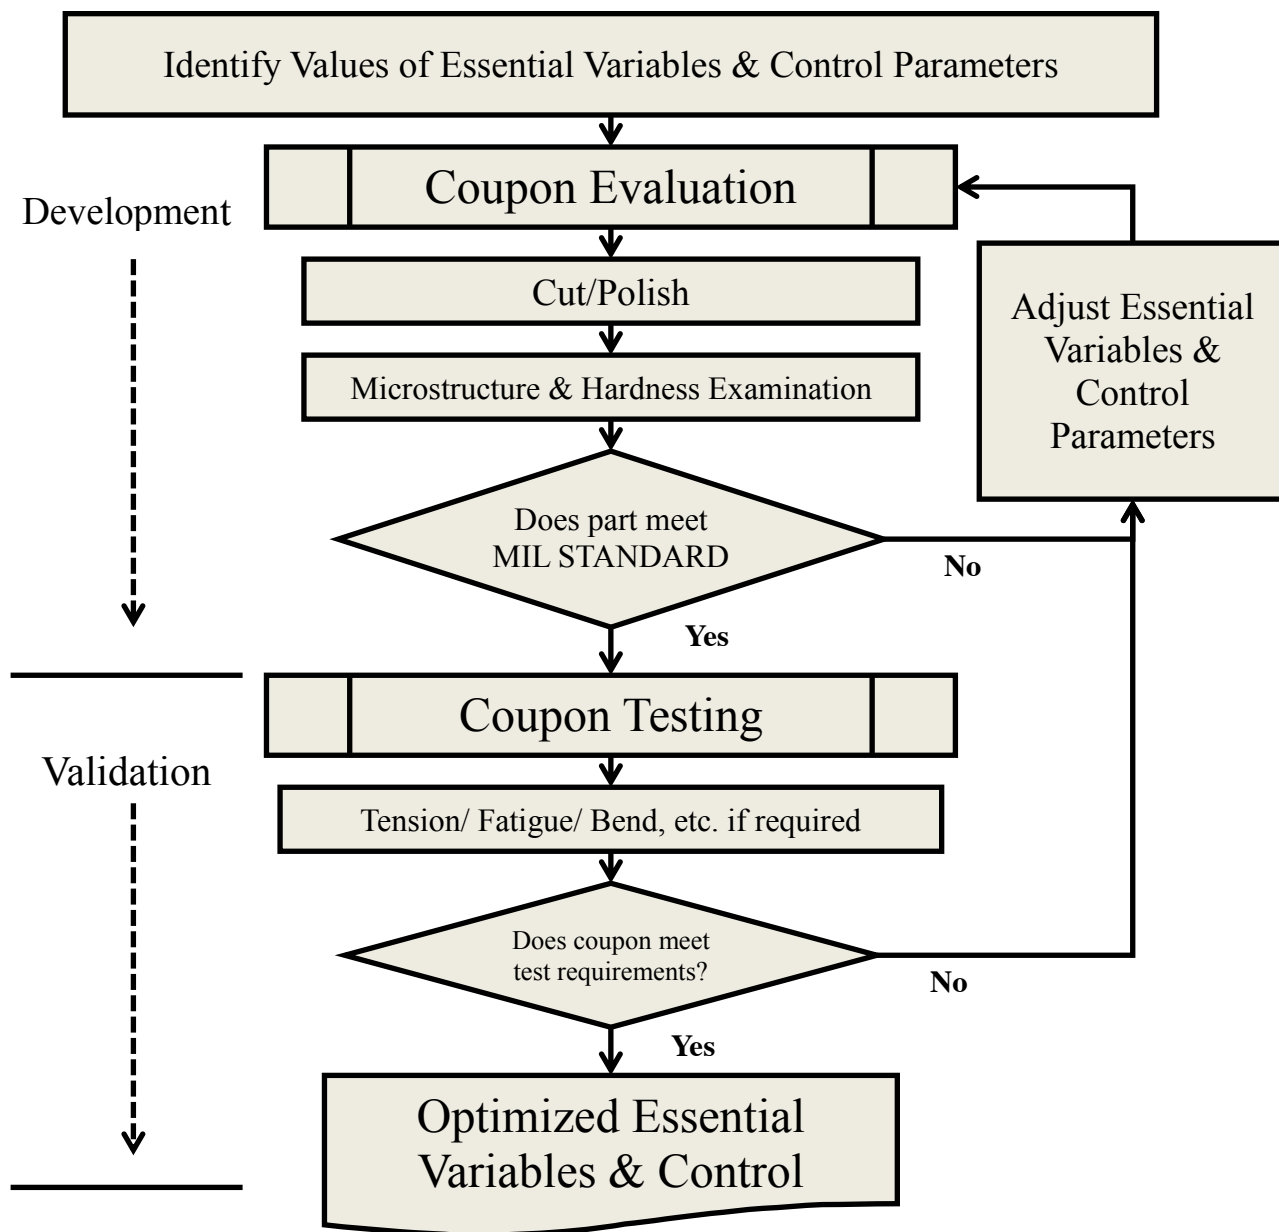 Identify Values of Essential Variables & Control Parameters
Coupon Evaluation
Development
Cut/Polish
Adjust Essential
Variables &
Control
Parameters
Microstructure & Hardness Examination
Does part meet
MIL STANDARD
No
Yes
Coupon Testing
Validation
Tension/ Fatigue/ Bend, etc. if required
Does coupon meet
test requirements?
No
Yes
Optimized Essential
Variables & Control